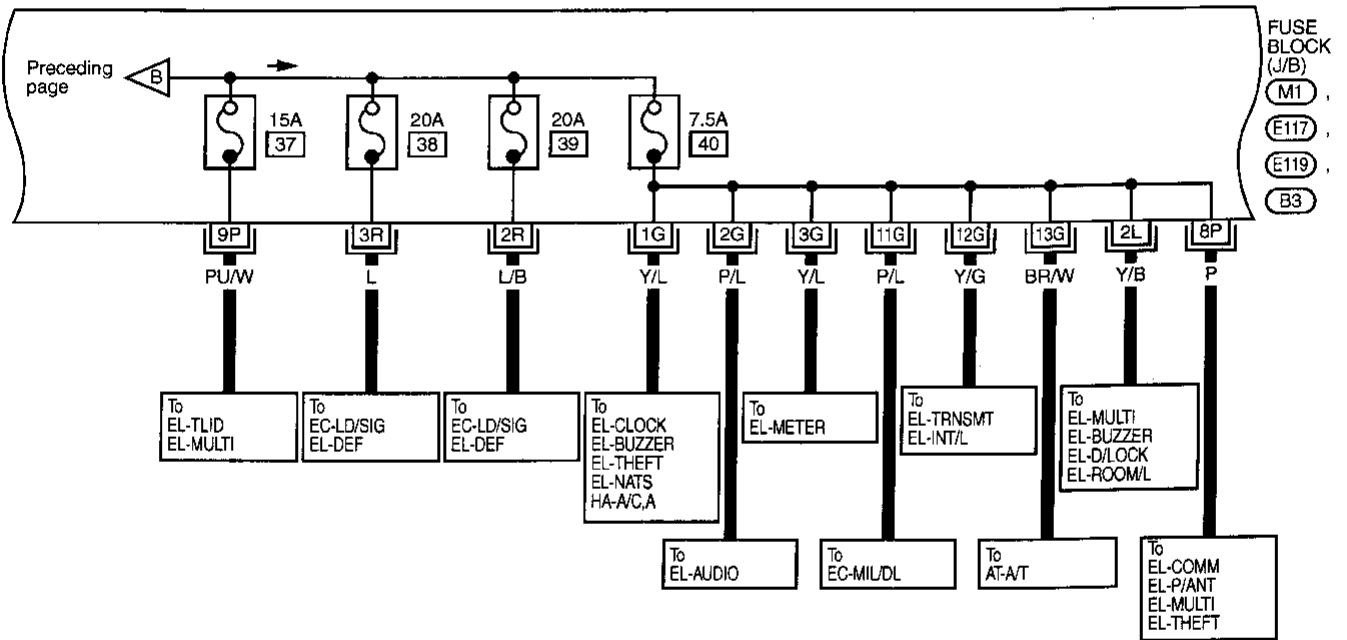 FUSE
BLOCK
(J/B)
M1 ,
E117 ,
E119 ,
B3
Preceding
page
B
15A
37
20A
38
20A
39
7.5A
40
9P
3R
2R
1G
2G
3G
11G
12G
13G
2L
8P
PU/W
L
L/B
Y/L
P/L
Y/L
P/L
Y/G
BR/W
Y/B
P
To
EL-TLID
EL-MULTI
To
EC-LD/SIG
EL-DEF
To
EC-LD/SIG
EL-DEF
To
EL-CLOCK
EL-BUZZER
EL-THEFT
EL-NATS
HA-A/C,A
To
EL-METER
To
EL-TRNSMT
EL-INT/L
To
EL-MULTI
EL-BUZZER
EL-D/LOCK
EL-ROOM/L
To
EL-AUDIO
To
EC-MIL/DL
To
AT-A/T
To
EL-COMM
EL-P/ANT
EL-MULTI
EL-THEFT